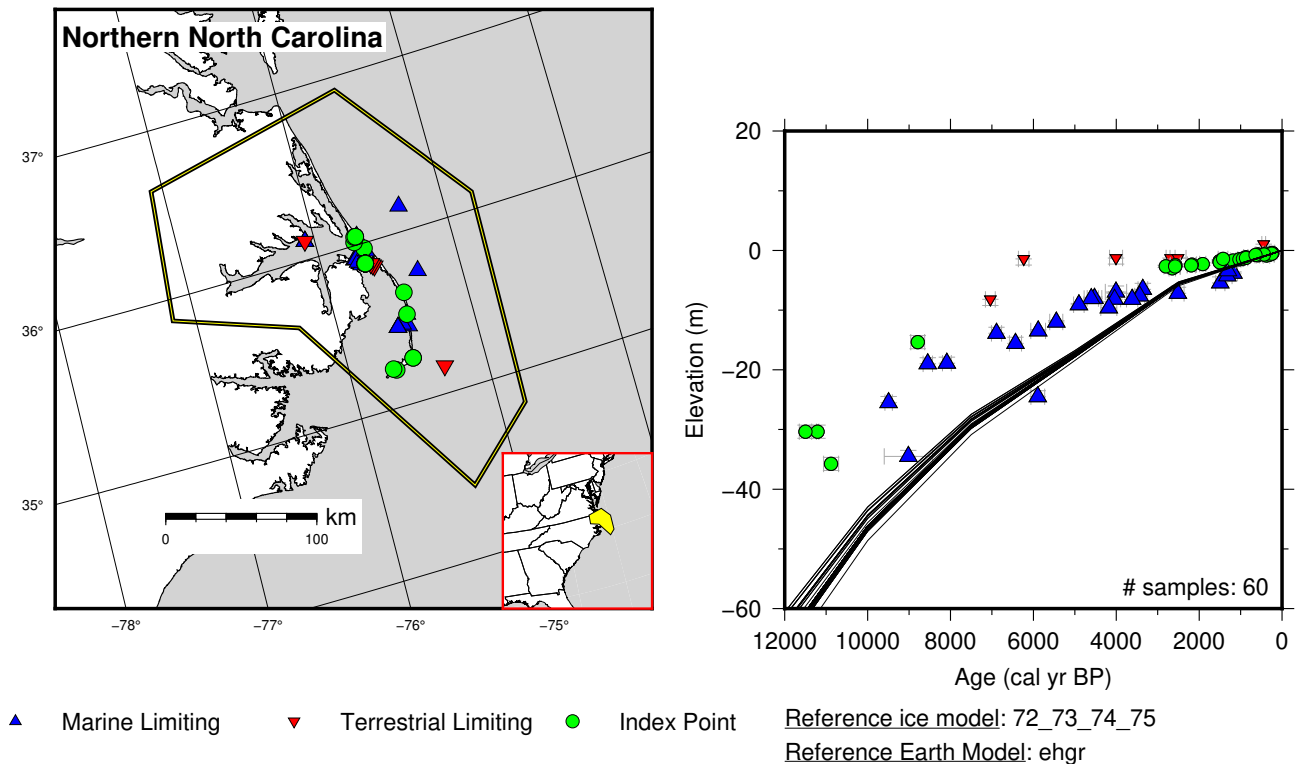 Northern North Carolina
37°
36°
35°
km
0 100
−78° −77° −76° −75°
20
0
−20
−40
−60
Elevation (m)
# samples: 60
12000 10000 8000 6000 4000 2000 0
Age (cal yr BP)
Marine Limiting Terrestrial Limiting Index Point
Reference ice model: 72_73_74_75
Reference Earth Model: ehgr